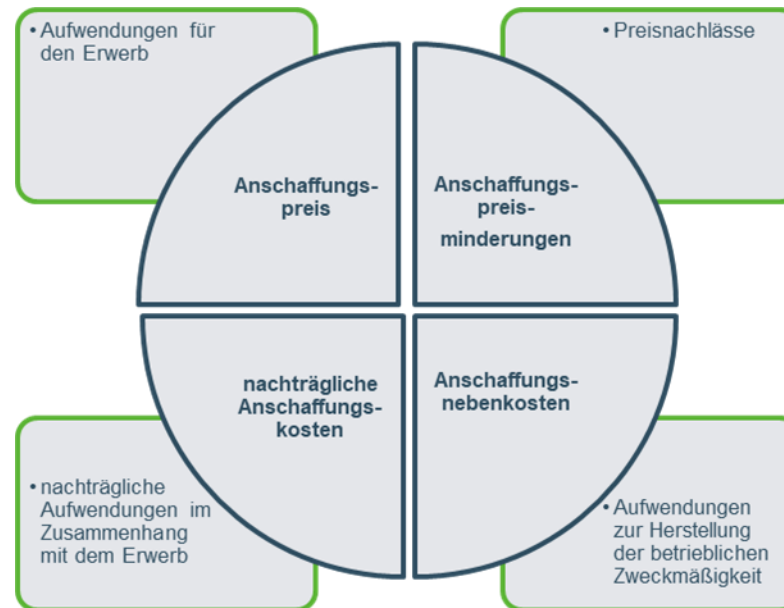 • Aufwendungen für
den Erwerb
• Preisnachlässe
Anschaffungs-
preis
Anschaffungs-
preis-
minderungen
nachträgliche
Anschaffungs-
kosten
Anschaffungs-
nebenkosten
• nachträgliche
Aufwendungen im
Zusammenhang
mit dem Erwerb
• Aufwendungen
zur Herstellung
der betrieblichen
Zweckmäßigkeit